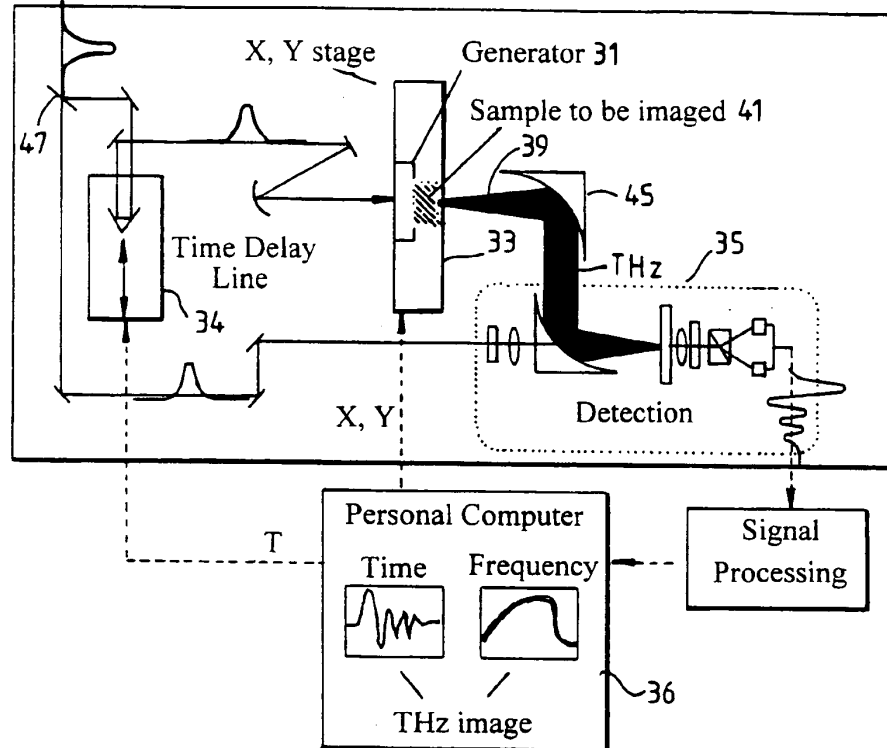 X, Y stage
Generator 31
Sample to be imaged 41
47
39
45
Time Delay
Line
33
THz
35
34
X, Y
Detection
Personal Computer
Signal
Processing
T
Time
Frequency
36
THz image